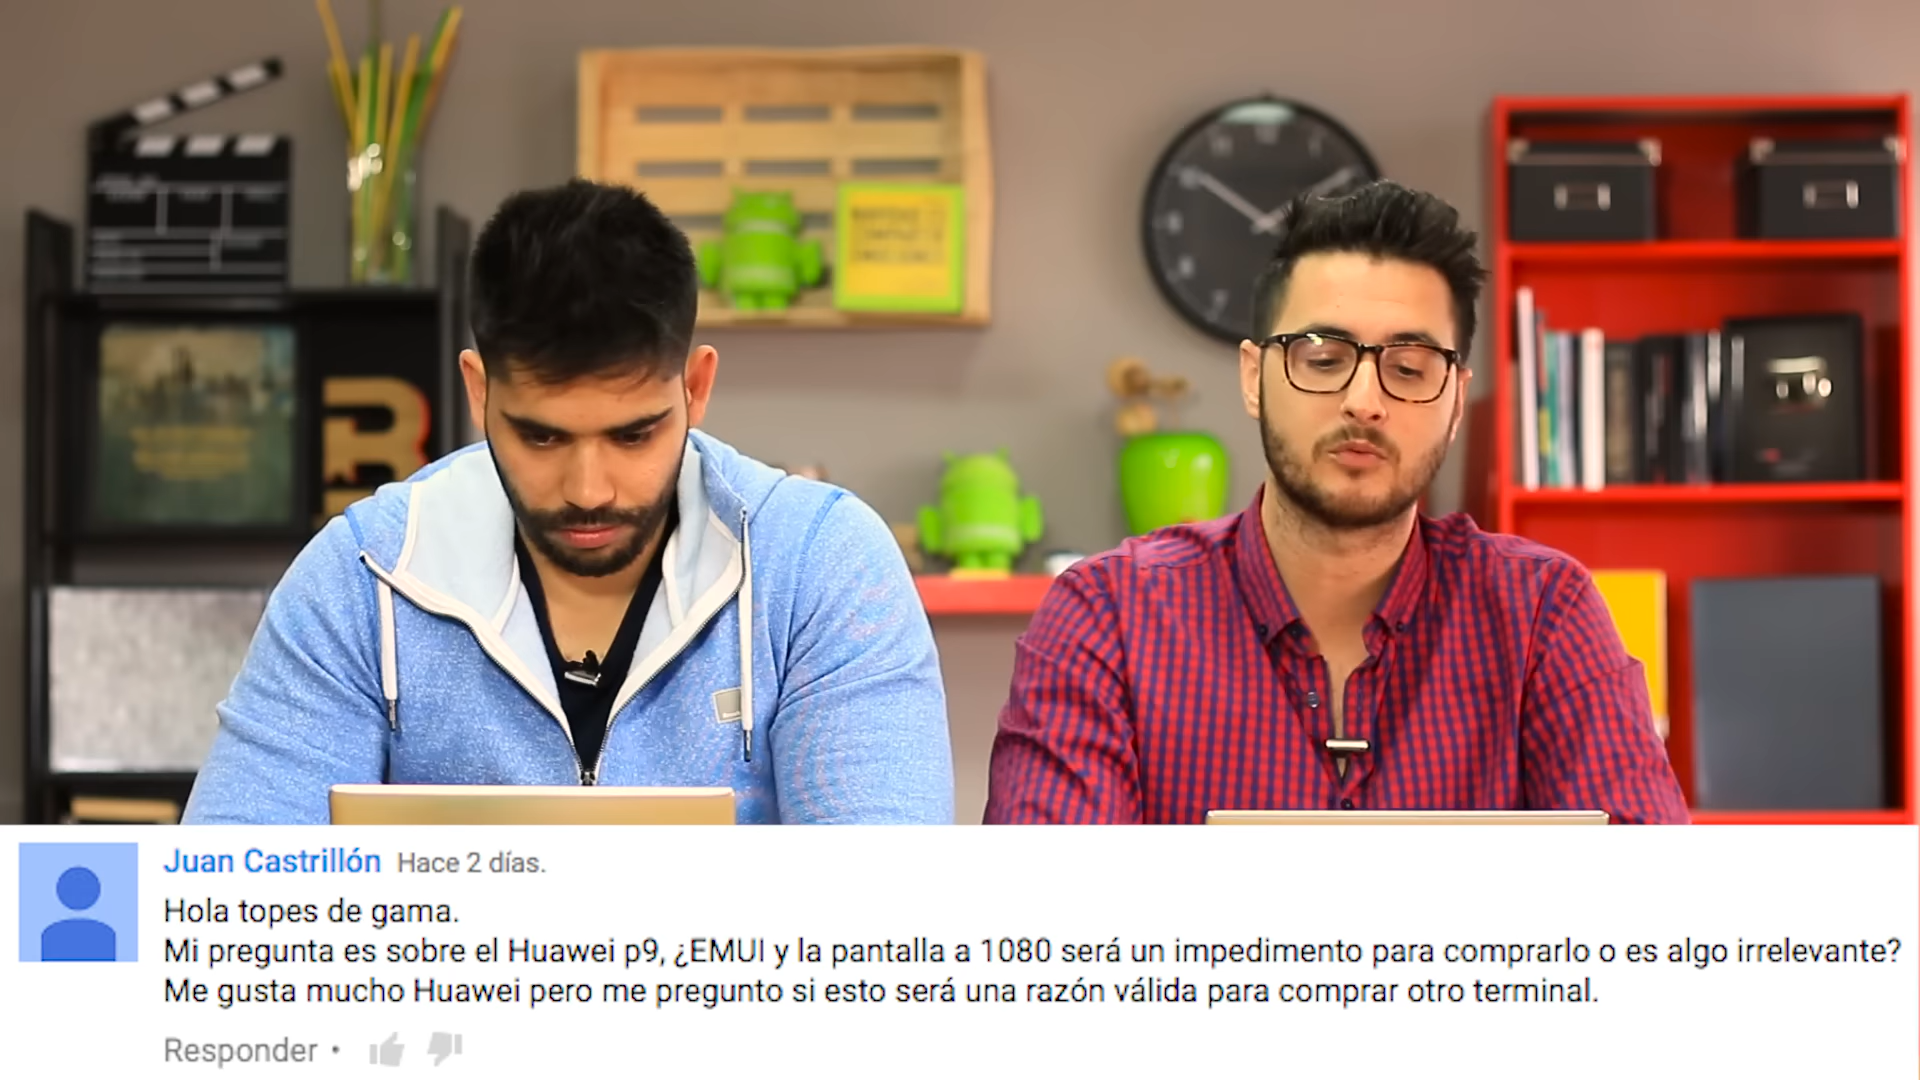 Juan Castrillón Hace 2 días.
Hola topes de gama.
Mi pregunta es sobre el Huawei p9, ¿EMUI y la pantalla a 1080 será un impedimento para comprarlo o es algo irrelevante?
Me gusta mucho Huawei pero me pregunto si esto será una razón válida para comprar otro terminal.
Responder •